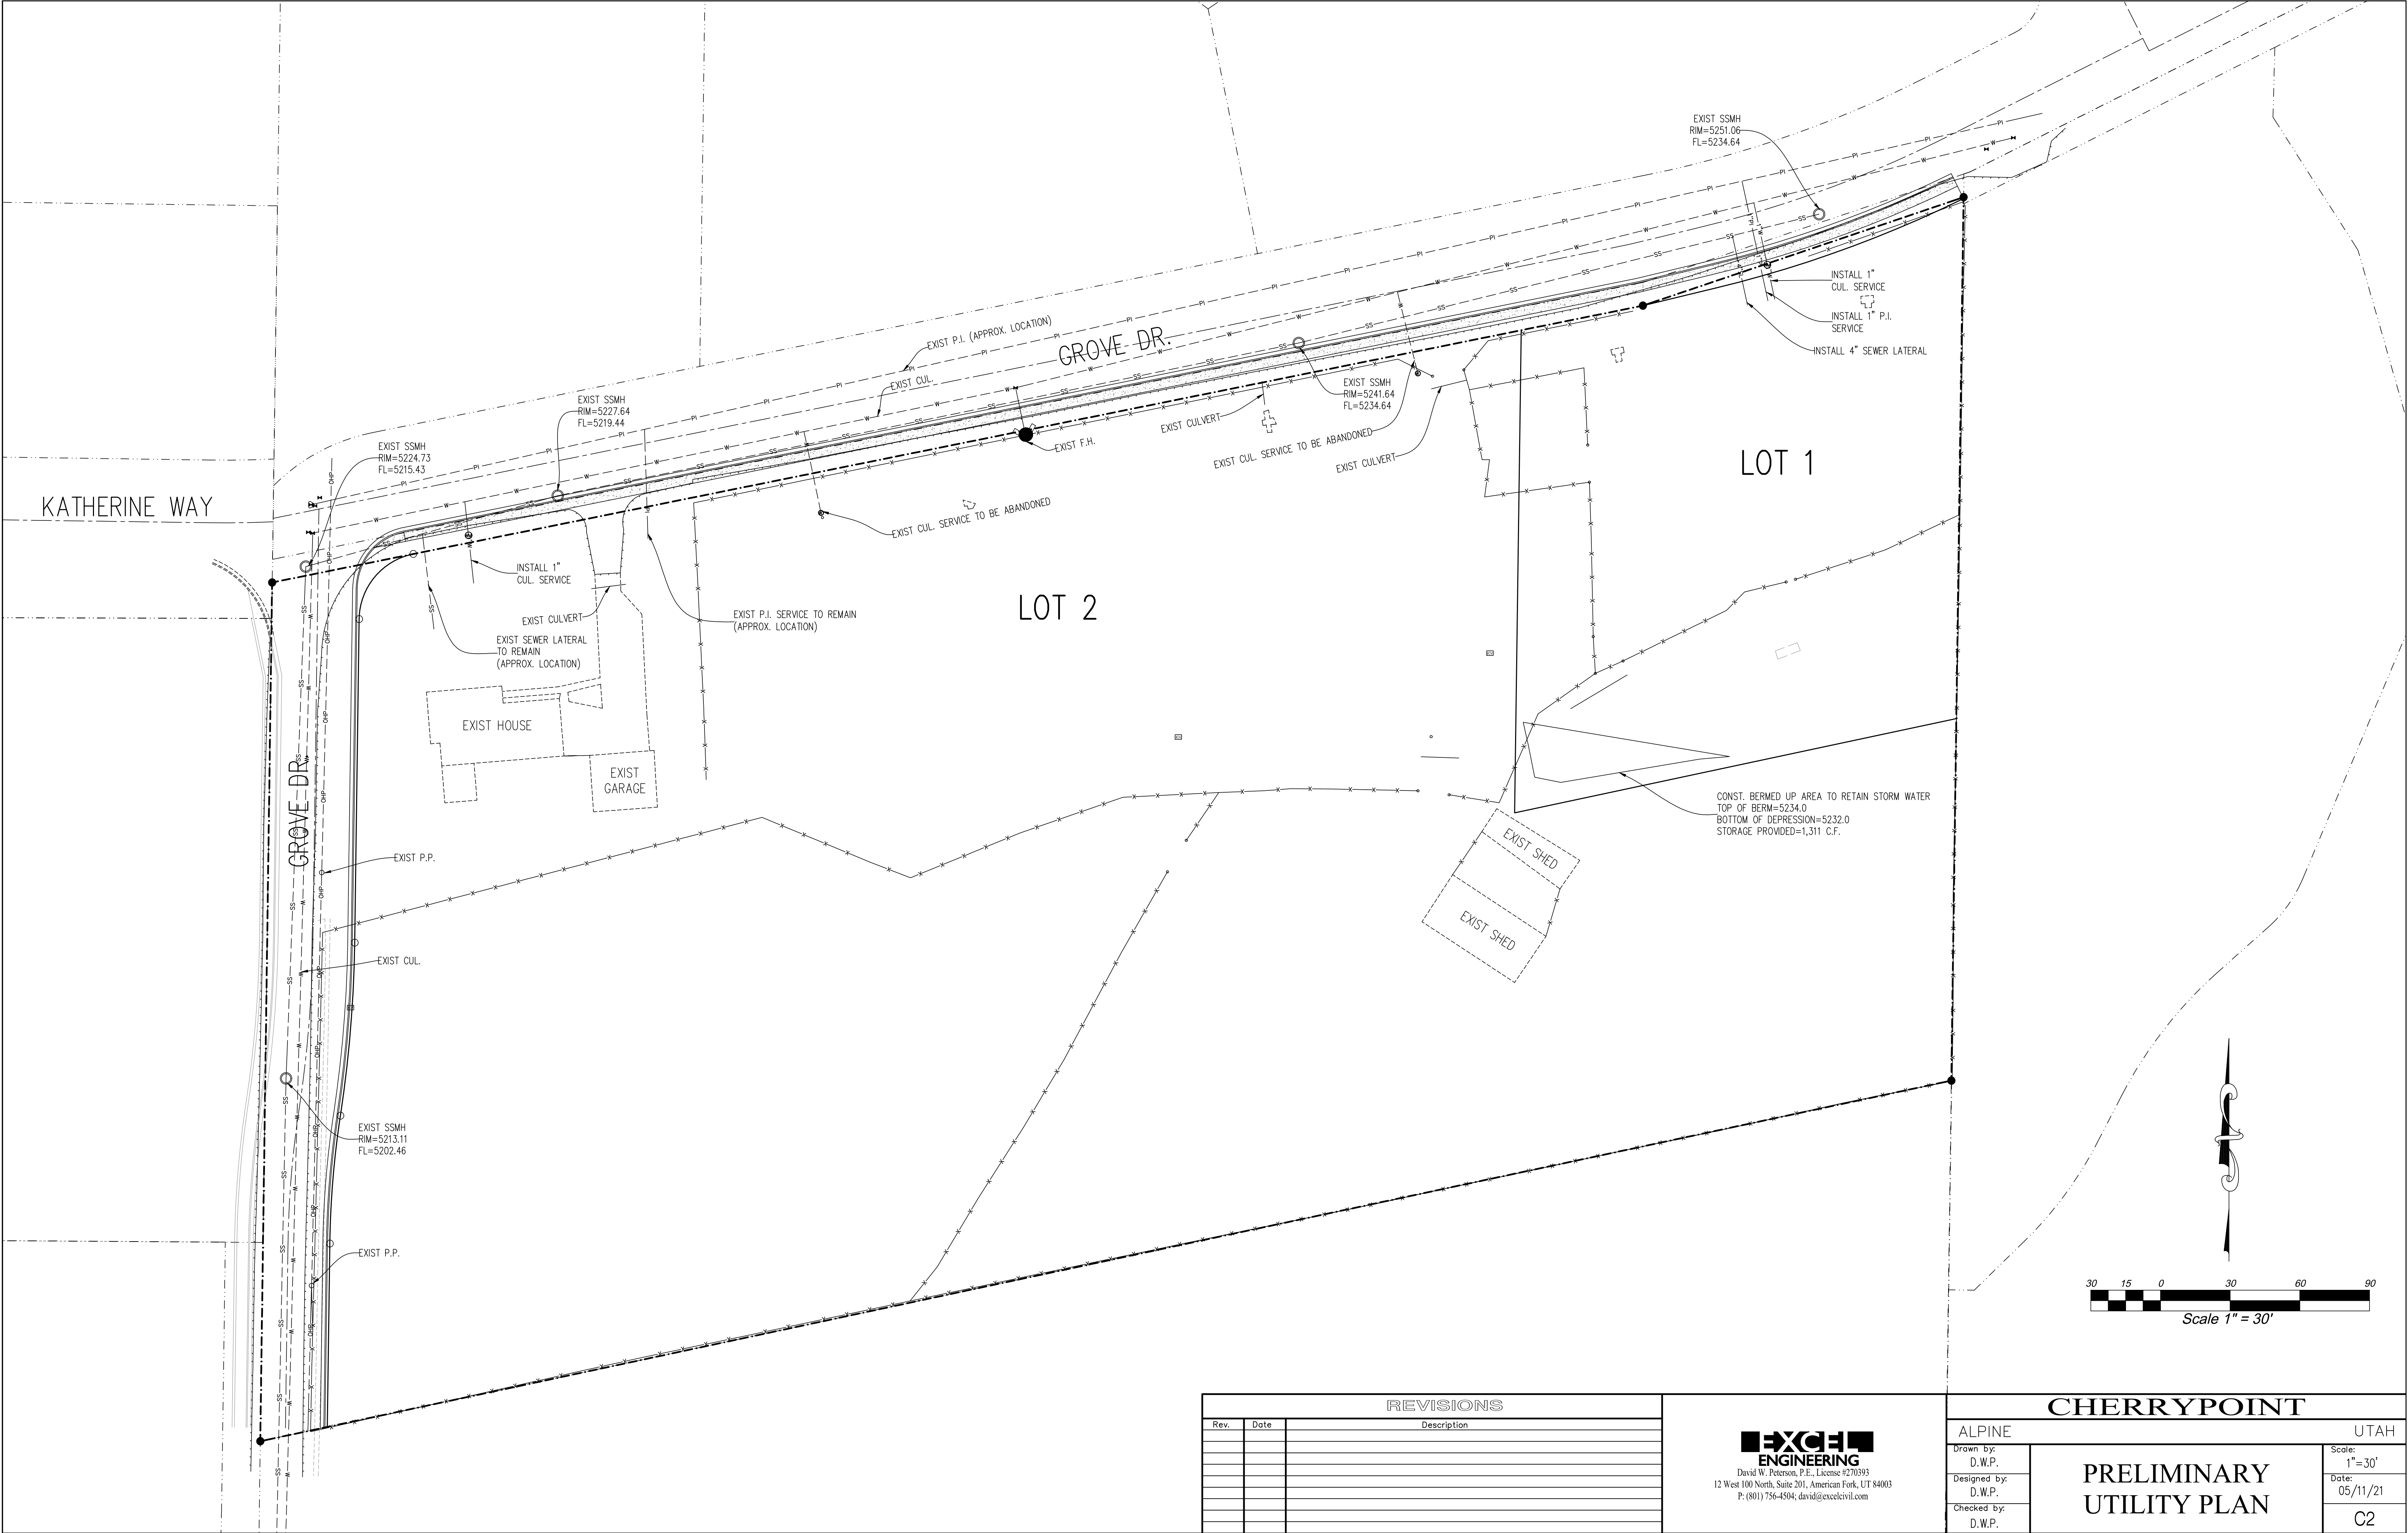 EXIST SSMH
RIM=5251.06
FL=5234.64
INSTALL 1"
CUL. SERVICE
INSTALL 1" P.I.
SERVICE
INSTALL 4" SEWER LATERAL
EXIST P.I. (APPROX. LOCATION)
GROVE DR.
EXIST CUL.
EXIST SSMH
RIM=5241.64
FL=5234.64
EXIST SSMH
RIM=5227.64
FL=5219.44
EXIST SSMH
RIM=5224.73
FL=5215.43
KATHERINE WAY
EXIST F.H.
EXIST CULVERT
EXIST CUL. SERVICE TO BE ABANDONED
EXIST CULVERT
LOT 1
EXIST CUL. SERVICE TO BE ABANDONED
INSTALL 1"
CUL. SERVICE
EXIST CULVERT
EXIST P.I. SERVICE TO REMAIN
(APPROX. LOCATION)
LOT 2
EXIST SEWER LATERAL
TO REMAIN
(APPROX. LOCATION)
EXIST HOUSE
EXIST
GARAGE
GROVE DR.
CONST. BERMED UP AREA TO RETAIN STORM WATER
TOP OF BERM=5234.0
BOTTOM OF DEPRESSION=5232.0
STORAGE PROVIDED=1,311 C.F.
EXIST SHED
EXIST SHED
EXIST P.P.
EXIST CUL.
EXIST SSMH
RIM=5213.11
FL=5202.46
EXIST P.P.
30 15 0 30 60 90
Scale 1" = 30'
REVISIONS
Rev. Date Description
EXCEL
ENGINEERING
David W. Peterson, P.E., License #270393
12 West 100 North, Suite 201, American Fork, UT 84003
P: (801) 756-4504; david@excelcivil.com
CHERRYPOINT
ALPINE UTAH
Drawn by:
D.W.P.
Designed by:
D.W.P.
Checked by:
D.W.P.
PRELIMINARY
UTILITY PLAN
Scale:
1"=30'
Date:
05/11/21
C2